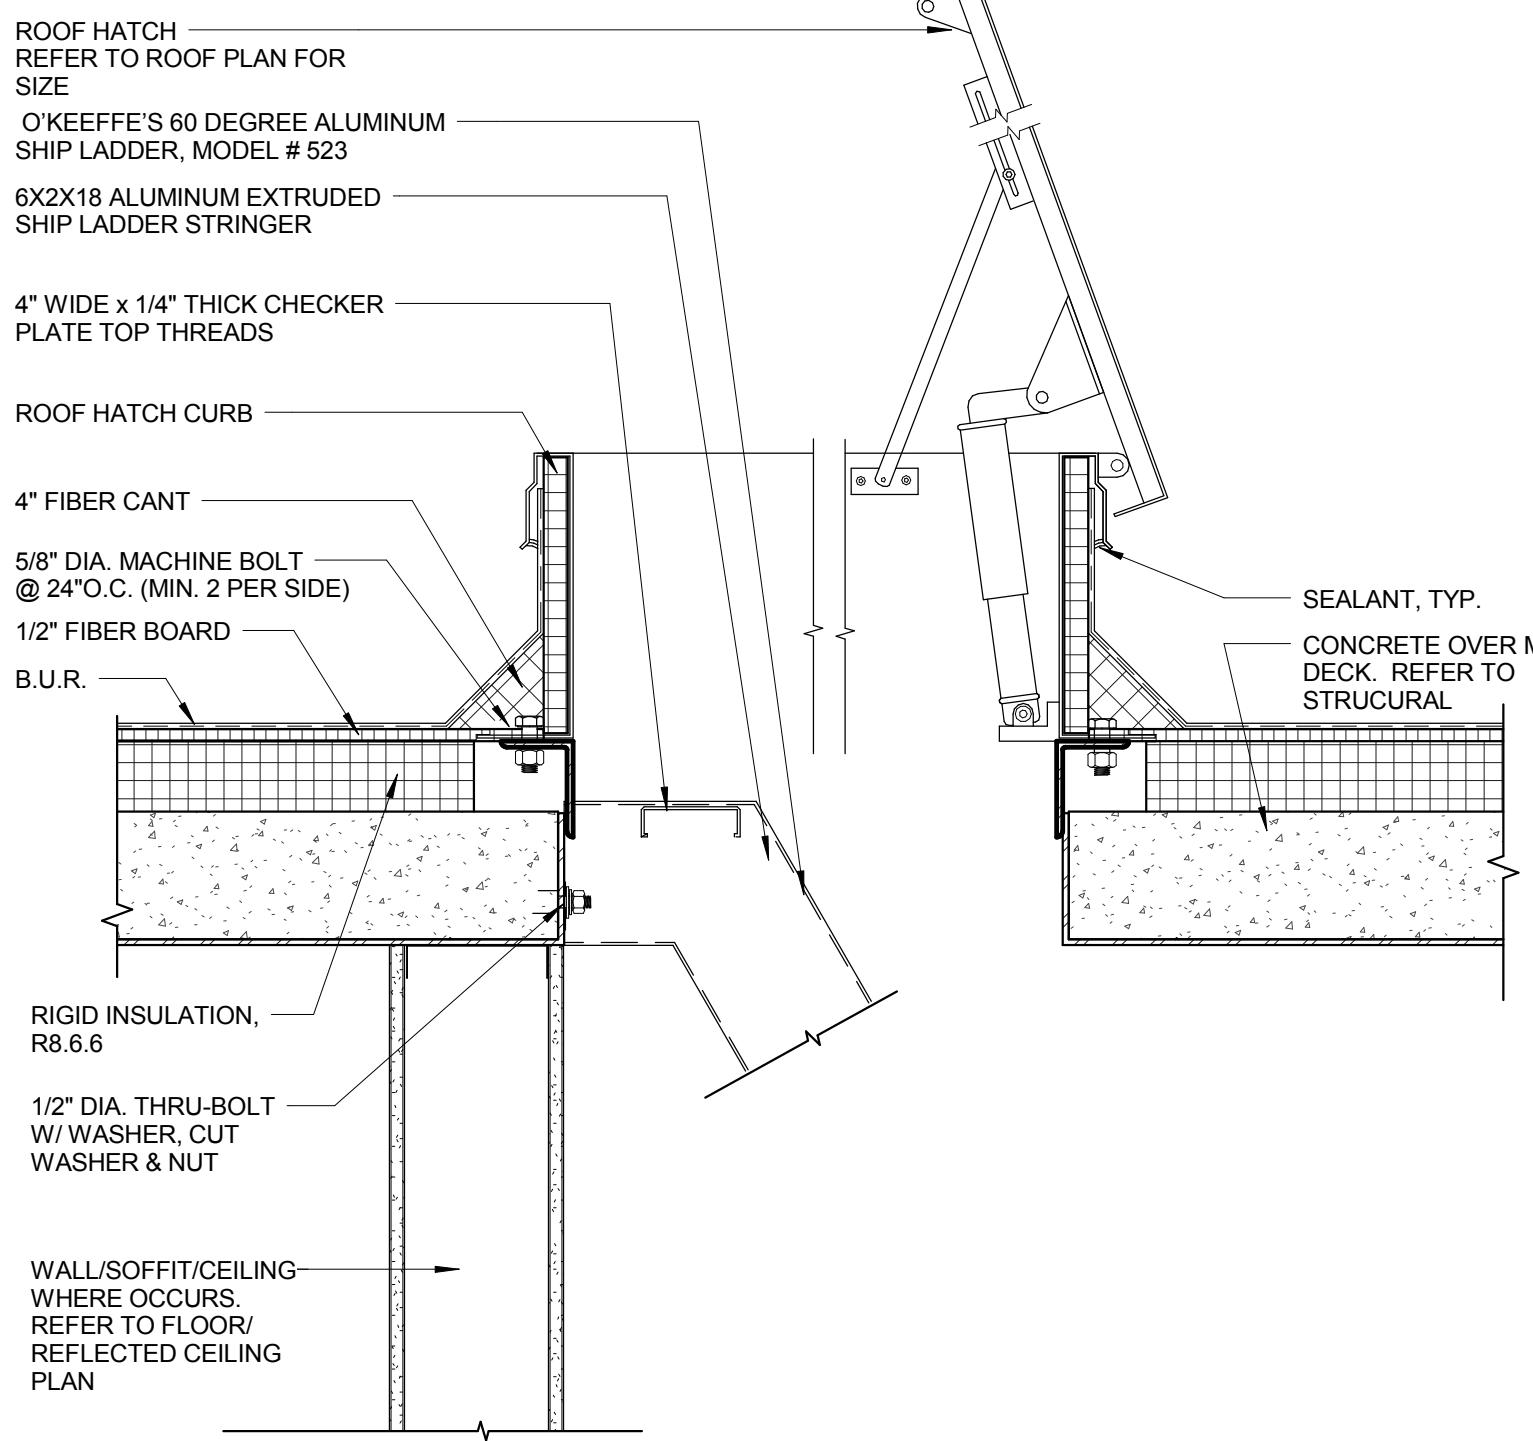 ROOF HATCH
REFER TO ROOF PLAN FOR
SIZE
O'KEEFFE'S 60 DEGREE ALUMINUM
SHIP LADDER, MODEL # 523
6X2X18 ALUMINUM EXTRUDED
SHIP LADDER STRINGER
4" WIDE x 1/4" THICK CHECKER
PLATE TOP THREADS
ROOF HATCH CURB
4" FIBER CANT
5/8" DIA. MACHINE BOLT
@ 24"O.C. (MIN. 2 PER SIDE)
1/2" FIBER BOARD
B.U.R.
RIGID INSULATION,
R8.6.6
1/2" DIA. THRU-BOLT
W/ WASHER, CUT
WASHER & NUT
WALL/SOFFIT/CEILING
WHERE OCCURS.
REFER TO FLOOR/
REFLECTED CEILING
PLAN
SEALANT, TYP.
CONCRETE OVER
DECK. REFER TO
STRUCURAL